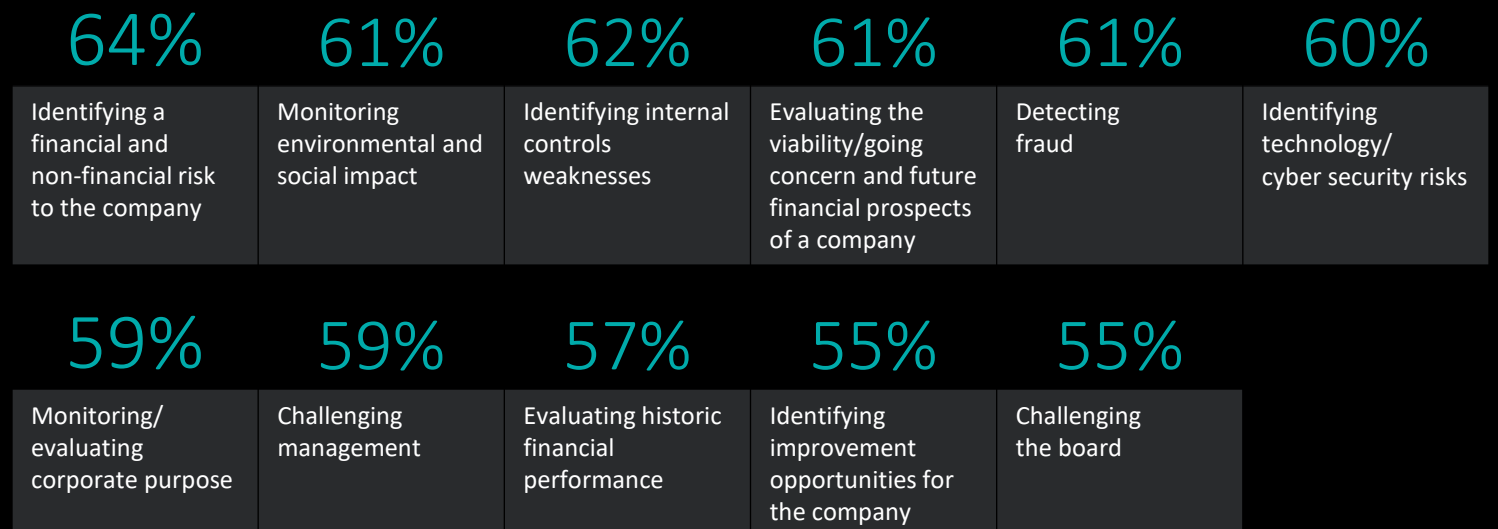 64%
Identifying a
financial and
non-financial risk
to the company
61%
Monitoring
environmental and
social impact
62%
Identifying internal
controls
weaknesses
61%
Evaluating the
viability/going
concern and future
financial prospects
of a company
61%
Detecting
fraud
60%
Identifying
technology/
cyber security risks
59%
Monitoring/
evaluating
corporate purpose
59%
Challenging
management
57%
Evaluating historic
financial
performance
55%
Identifying
improvement
opportunities for
the company
55%
Challenging
the board